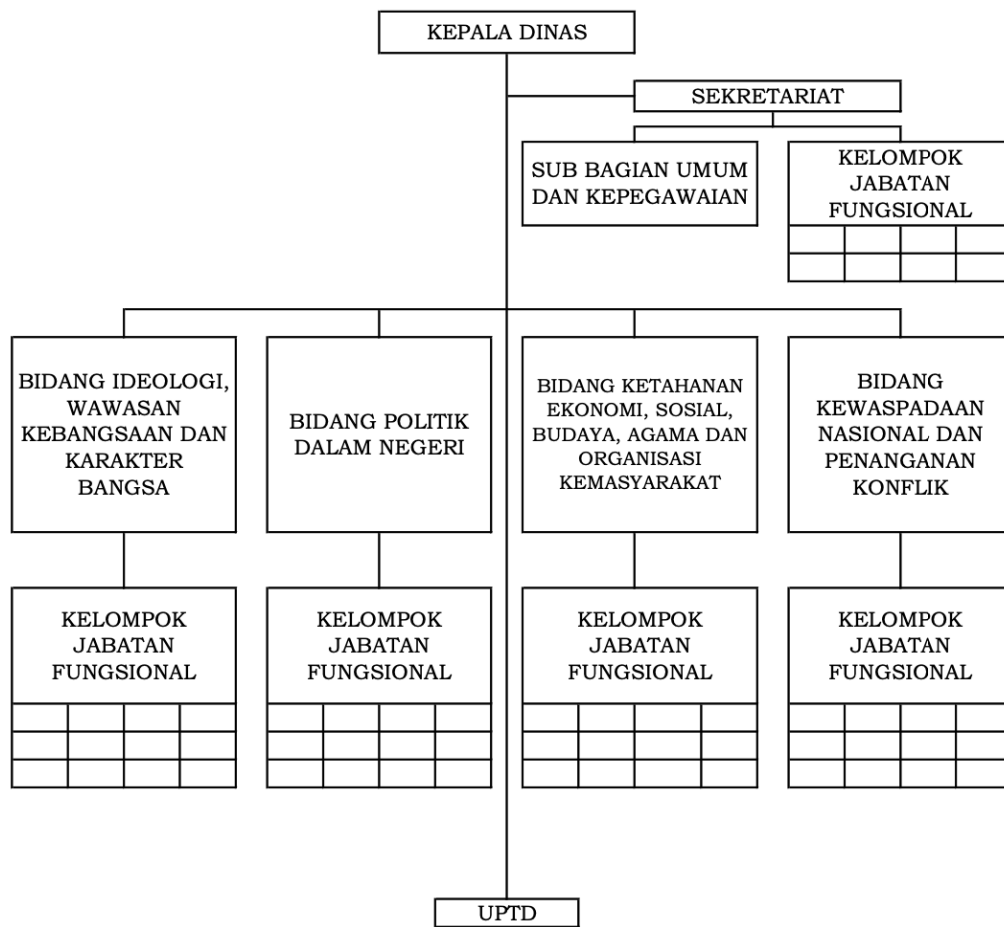 KEPALA DINAS
SEKRETARIAT
SUB BAGIAN UMUM
DAN KEPEGAWAIAN
KELOMPOK
JABATAN
FUNGSIONAL
BIDANG IDEOLOGI,
WAWASAN
KEBANGSAAN DAN
KARAKTER
BANGSA
BIDANG POLITIK
DALAM NEGERI
BIDANG KETAHANAN
EKONOMI, SOSIAL,
BUDAYA, AGAMA DAN
ORGANISASI
KEMASYARAKAT
BIDANG
KEWASPADAAN
NASIONAL DAN
PENANGANAN
KONFLIK
KELOMPOK
JABATAN
FUNGSIONAL
KELOMPOK
JABATAN
FUNGSIONAL
KELOMPOK
JABATAN
FUNGSIONAL
KELOMPOK
JABATAN
FUNGSIONAL
UPTD